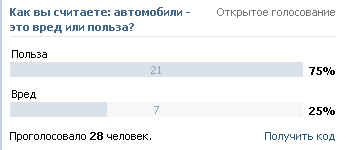 Как вы считаете: автомобили - Открытое голосование
это вред или польза?
Польза
21 75%
Вред
7 25%
Проголосовало 28 человек. Получить код